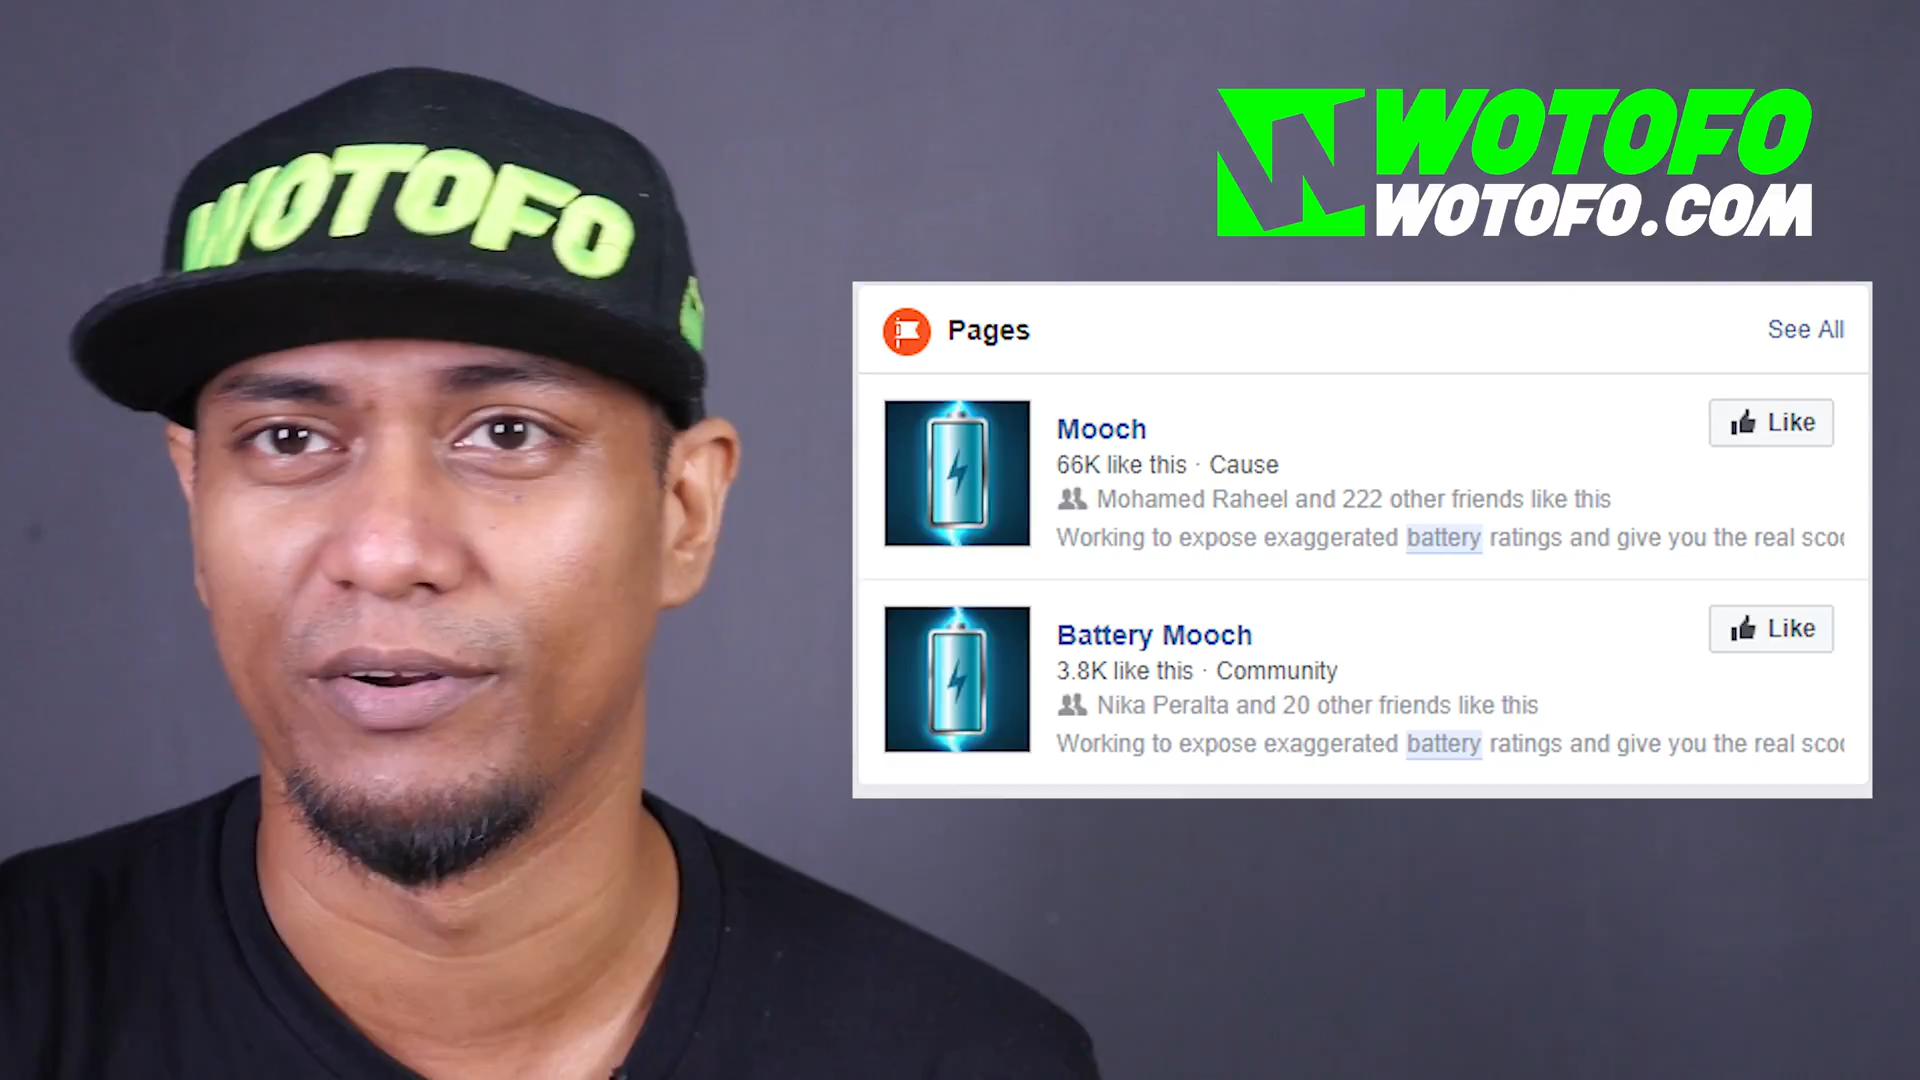 WOTOFO
WOTOFO
WOTOFO.COM
Pages
See All
Mooch
Like
66K like this · Cause
Mohamed Raheel and 222 other friends like this
Working to expose exaggerated battery ratings and give you the real
Battery Mooch
Like
3.8K like this · Community
Nika Peralta and 20 other friends like this
Working to expose exaggerated battery ratings and give you the real